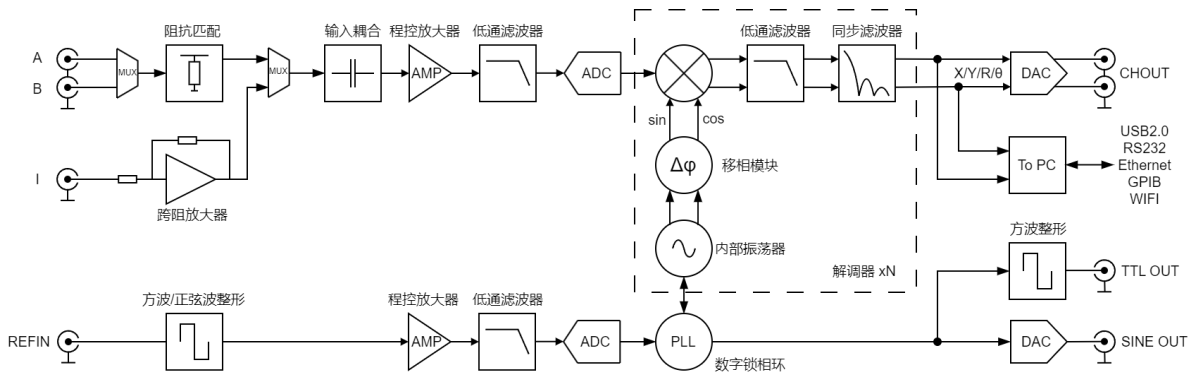 阻抗匹配
输入耦合
程控放大器
低通滤波器
低通滤波器
同步滤波器
A
B
MUX
MUX
AMP
ADC
X/Y/R/θ
DAC
CHOUT
sin
cos
I
跨阻放大器
Δφ
移相模块
To PC
USB2.0
RS232
Ethernet
GPIB
WIFI
内部振荡器
解调器 xN
方波整形
TTL OUT
方波/正弦波整形
程控放大器
低通滤波器
REFIN
AMP
ADC
PLL
数字锁相环
DAC
SINE OUT